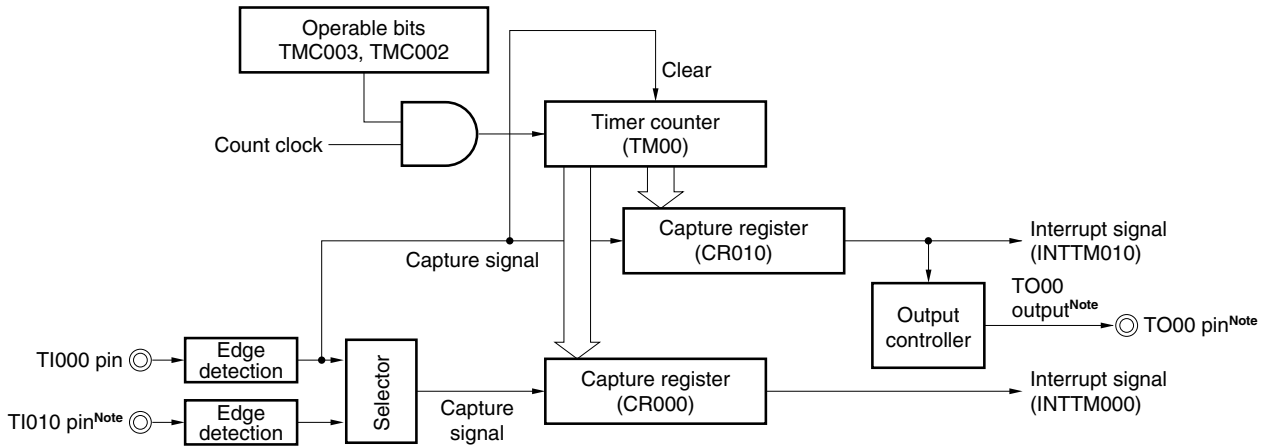 Operable bits
TMC003, TMC002
Clear
Timer counter
(TM00)
Count clock
Capture register
(CR010)
Interrupt signal
(INTTM010)
Capture signal
TO00
output^Note
Output
controller
TO00 pin^Note
TI000 pin
Edge
detection
Selector
Capture register
(CR000)
Interrupt signal
(INTTM000)
TI010 pin^Note
Edge
detection
Capture
signal